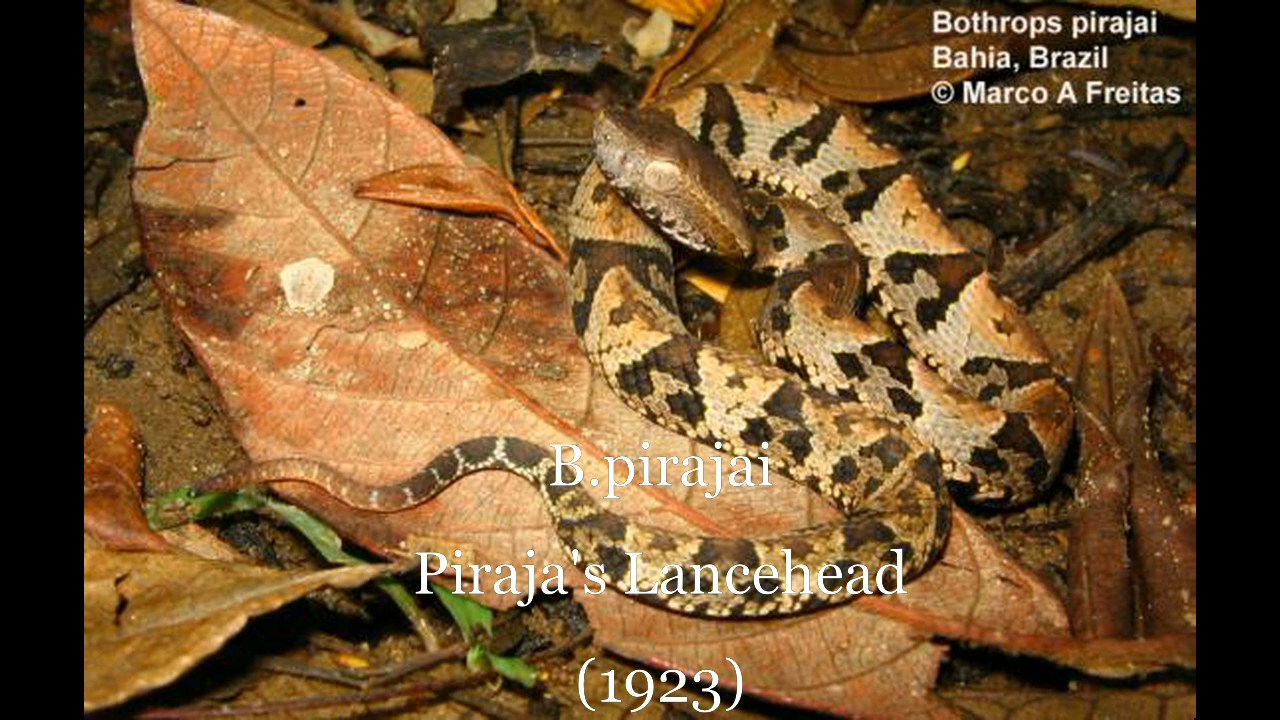 Bothrops pirajai
Bahia, Brazil
© Marco A Freitas
B.pirajai
Piraja's Lancehead
(1923)